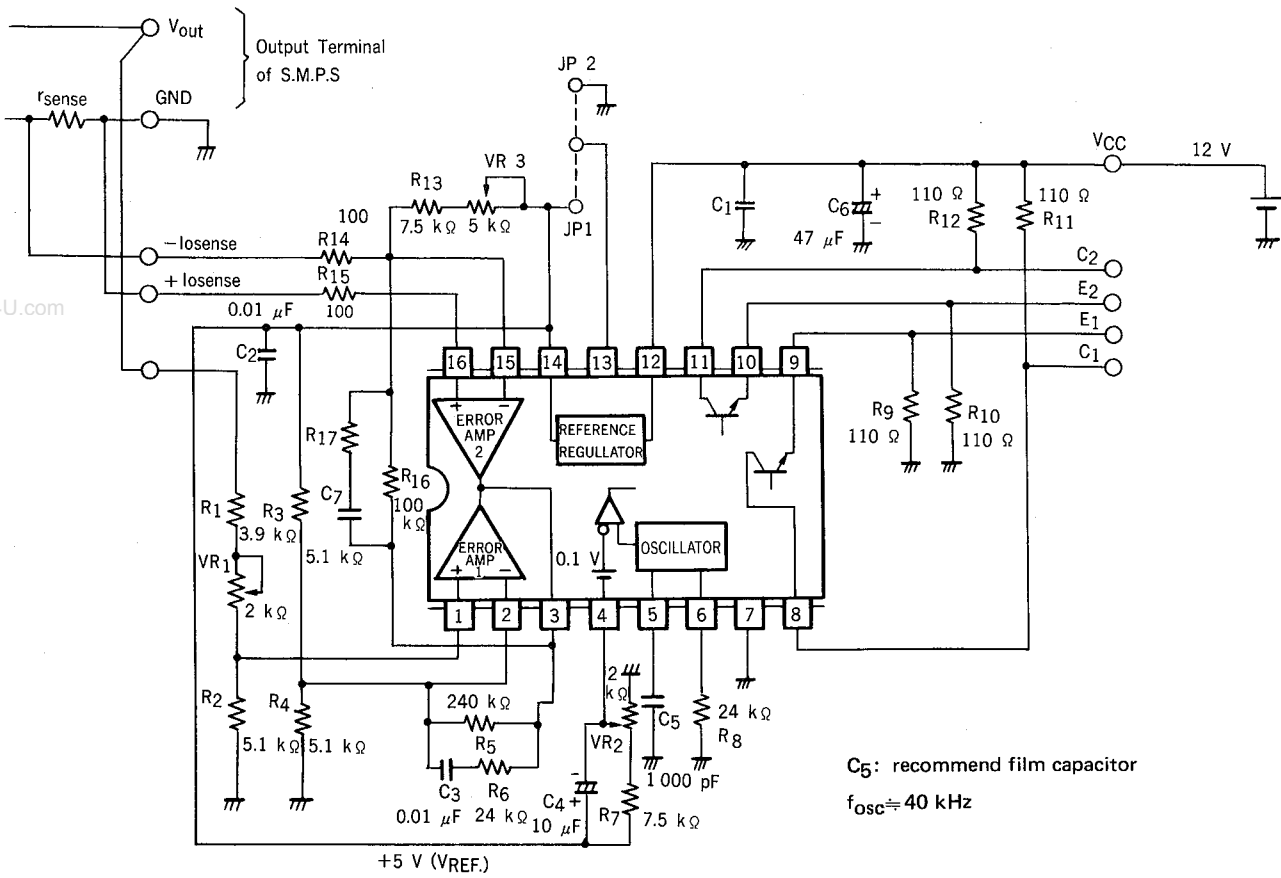 Vout
Output Terminal
of S.M.P.S
rsense
GND
JP 2
JP1
VR 3
R13
7.5 kΩ
5 kΩ
100
R14
−Iosense
R15
+Iosense
100
U.com
0.01 μF
C2
VCC
12 V
C1
C6
+
−
47 μF
110 Ω
R12
110 Ω
R11
C2
E2
E1
C1
R9
110 Ω
R10
110 Ω
16
15
14
13
12
11
10
9
+
−
ERROR
AMP
2
REFERENCE
REGULLATOR
R17
C7
R16
100
kΩ
R1
3.9 kΩ
R3
5.1 kΩ
VR1
2 kΩ
ERROR
AMP
1
+
−
0.1 V
OSCILLATOR
1
2
3
4
5
6
7
8
R2
5.1 kΩ
R4
5.1 kΩ
240 kΩ
R5
C3
0.01 μF
R6
24 kΩ
C4
−
+
10 μF
2
kΩ
VR2
R7
7.5 kΩ
C5
1 000 pF
24 kΩ
R8
C5: recommend film capacitor
fosc≒40 kHz
+5 V (VREF.)